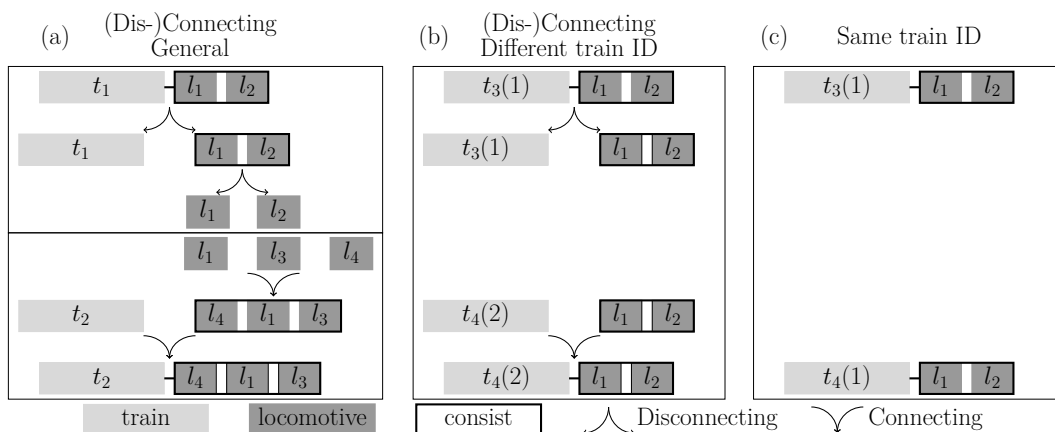 (a) (Dis-)Connecting General
(b) (Dis-)Connecting Different train ID
(c) Same train ID
t₁ l₁ l₂
t₁ l₁ l₂
l₁ l₂
l₁ l₃ l₄
t₂ l₄ l₁ l₃
t₂ l₄ l₁ l₃
t₃(1) l₁ l₂
t₃(1) l₁ l₂
t₄(2) l₁ l₂
t₄(2) l₁ l₂
t₃(1) l₁ l₂
t₄(1) l₁ l₂
train locomotive consist Disconnecting Connecting